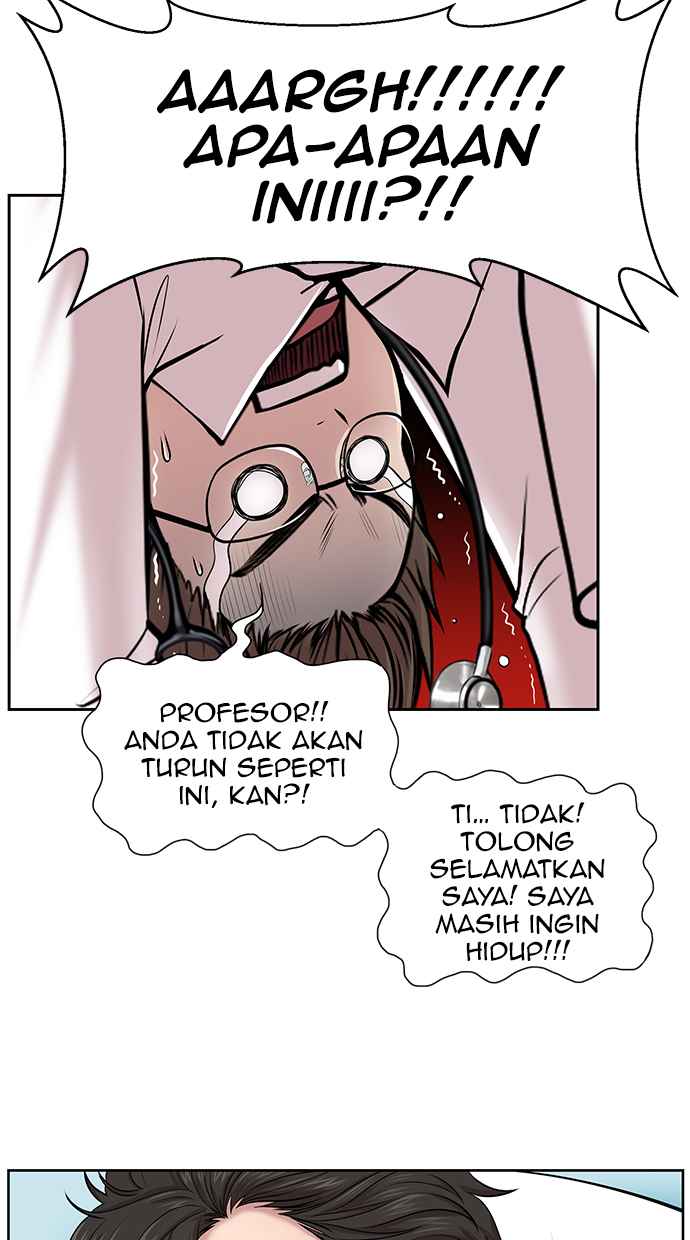 AAARGH!!!!!!
APA-APAAN
INIIII?!!
PROFESOR!!
ANDA TIDAK AKAN
TURUN SEPERTI
INI, KAN?!
TI... TIDAK!
TOLONG
SELAMATKAN
SAYA! SAYA
MASIH INGIN
HIDUP!!!